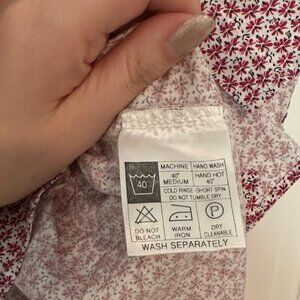 MACHINE HAND WASH
40
40° MEDIUM HAND HOT 40°
COLD RINSE-SHORT SPIN
DO NOT TUMBLE DRY
P
DO NOT BLEACH WARM IRON DRY CLEANABLE
WASH SEPARATELY